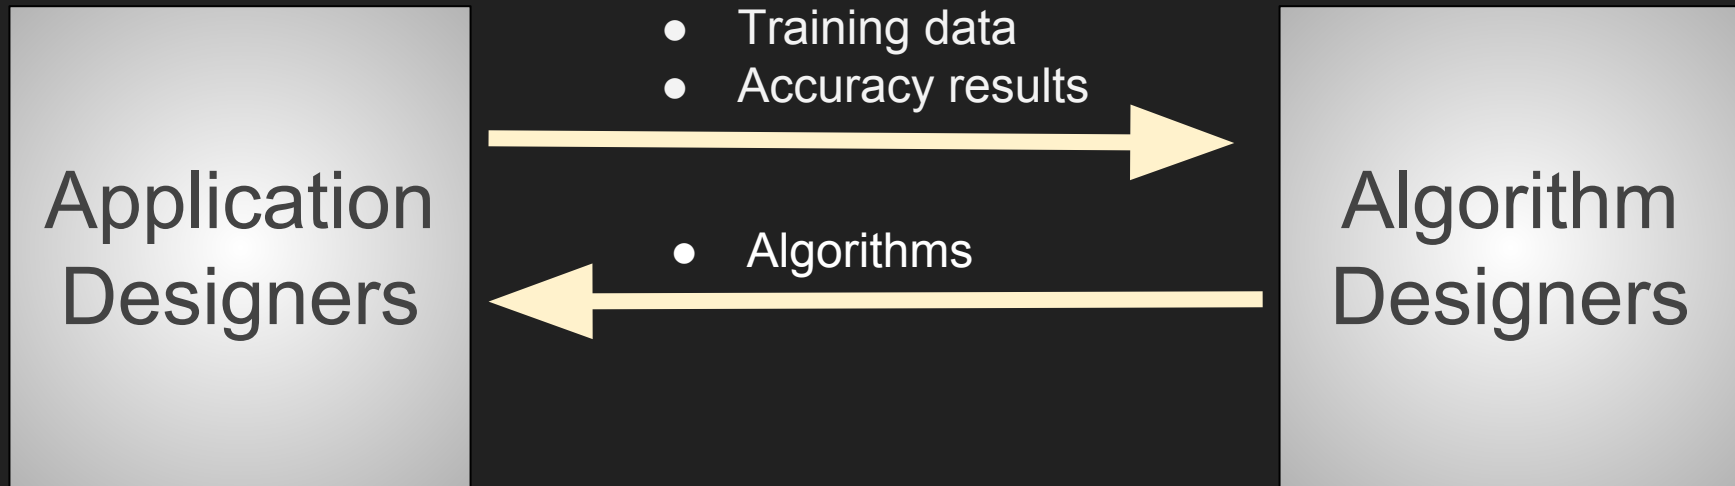 Application
Designers
● Training data
● Accuracy results
● Algorithms
Algorithm
Designers